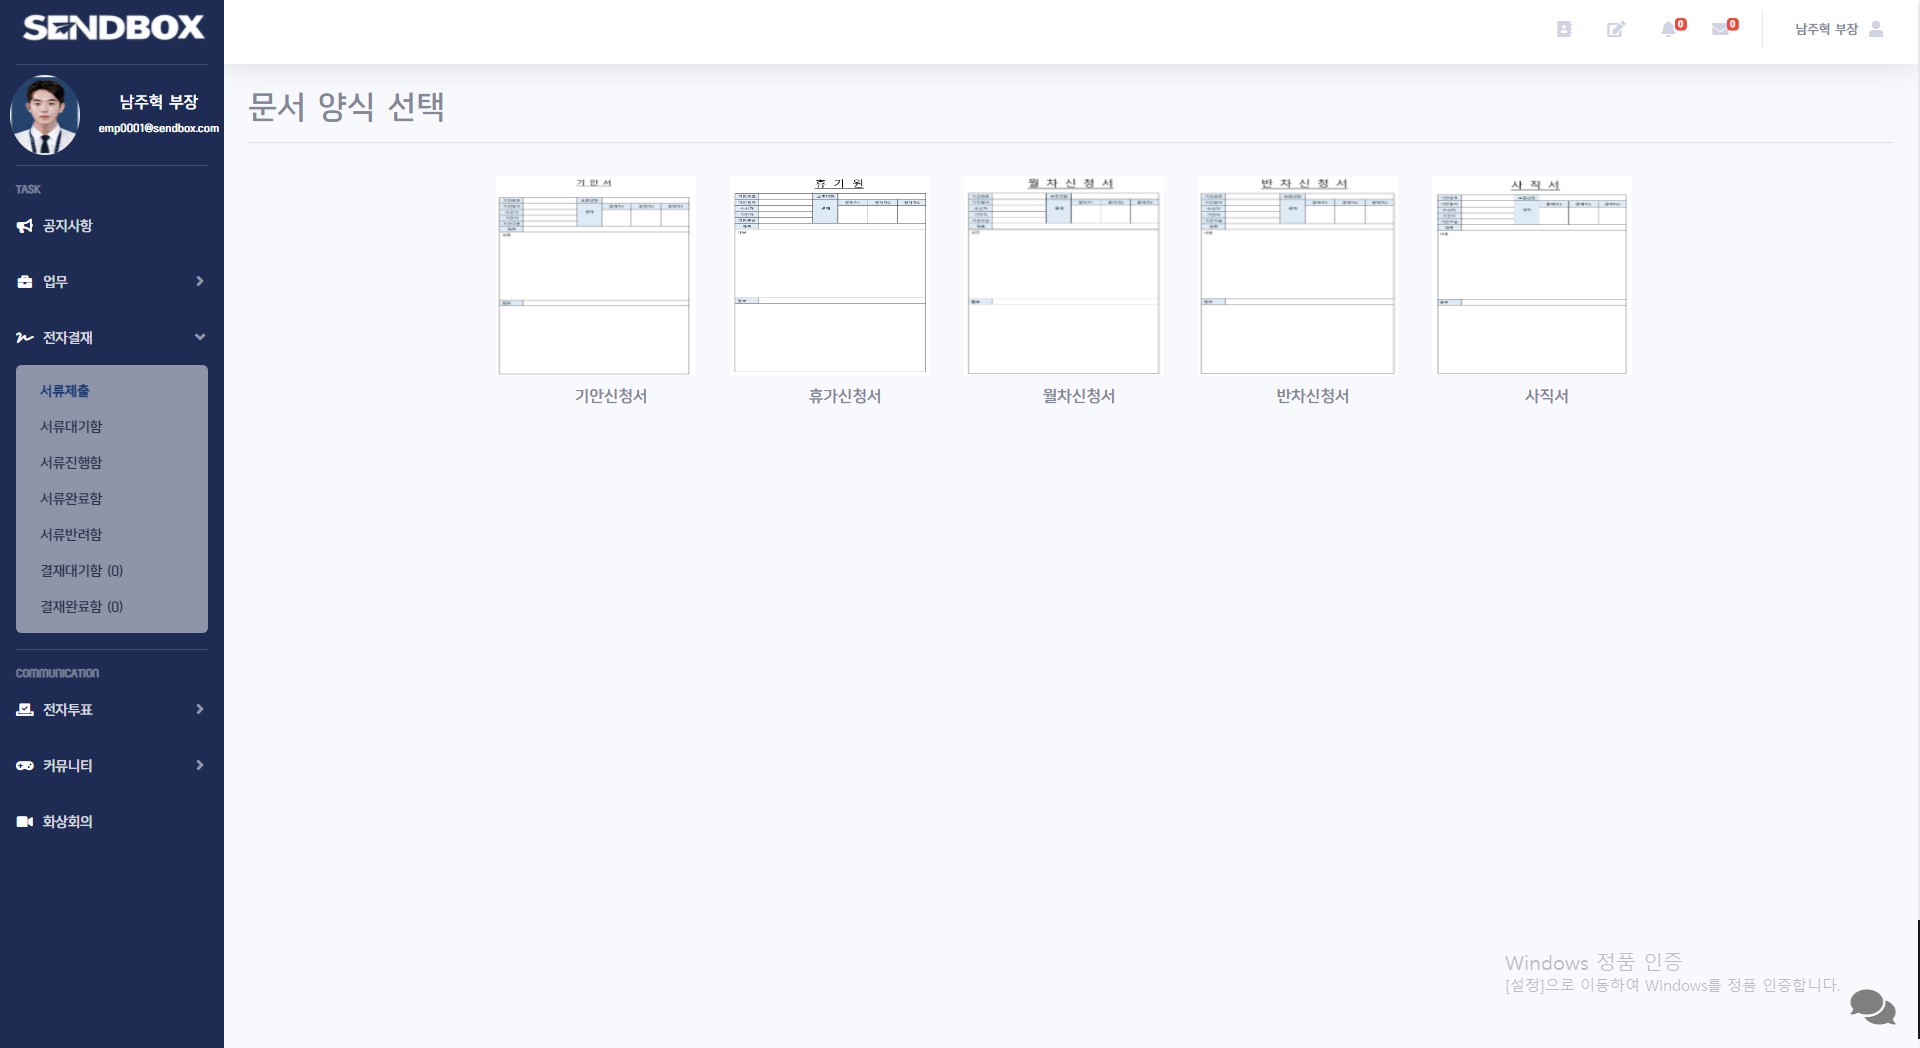 SENDBOX
0
0
남주혁 부장
남주혁 부장
emp0001@sendbox.com
TASK
공지사항
업무
전자결재
서류제출
서류대기함
서류진행함
서류완료함
서류반려함
결재대기함 (0)
결재완료함 (0)
COMMUNICATION
전자투표
커뮤니티
화상회의
문서 양식 선택
기 안 서
휴 가 원
월 차 신 청 서
반 차 신 청 서
사 직 서
기안신청서
휴가신청서
월차신청서
반차신청서
사직서
Windows 정품 인증
[설정]으로 이동하여 Windows를 정품 인증합니다.